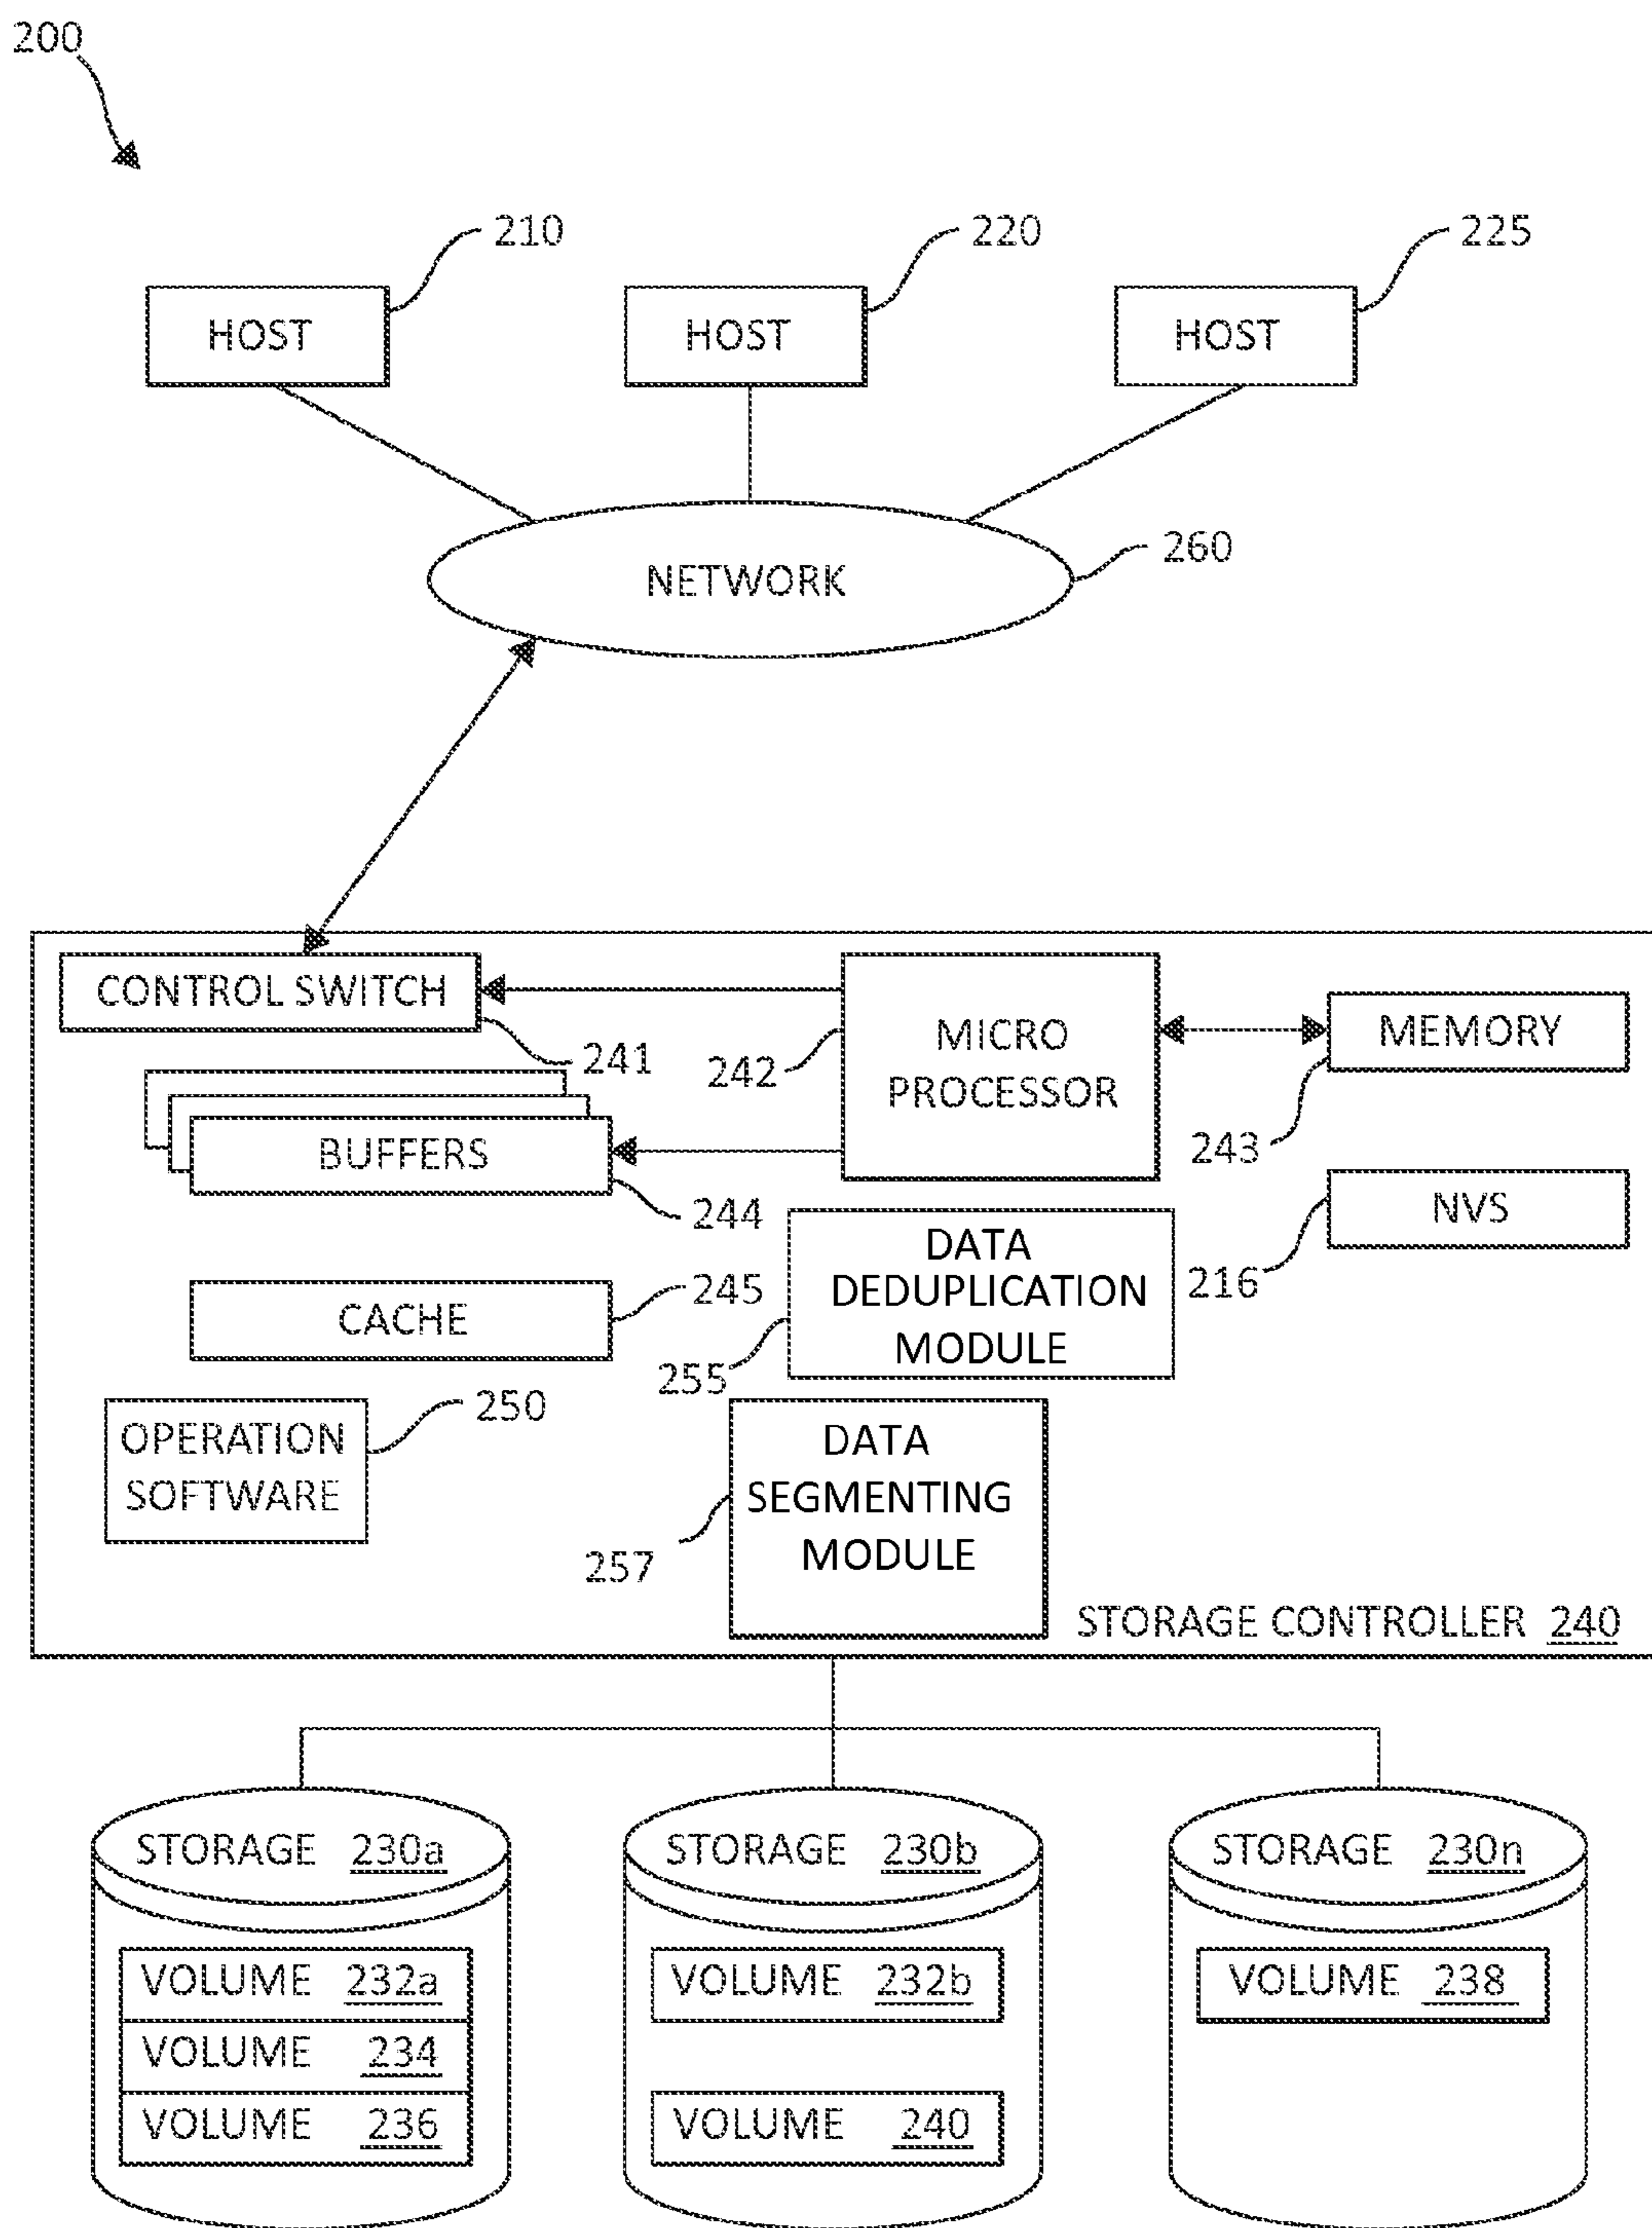 200
210
220
225
HOST
HOST
HOST
260
NETWORK
CONTROL SWITCH
241
MICRO
PROCESSOR
242
MEMORY
243
BUFFERS
244
NVS
216
DATA
DEDUPLICATION
MODULE
255
CACHE
245
OPERATION
SOFTWARE
250
DATA
SEGMENTING
MODULE
257
STORAGE CONTROLLER 240
STORAGE 230a
VOLUME 232a
VOLUME 234
VOLUME 236
STORAGE 230b
VOLUME 232b
VOLUME 240
STORAGE 230n
VOLUME 238